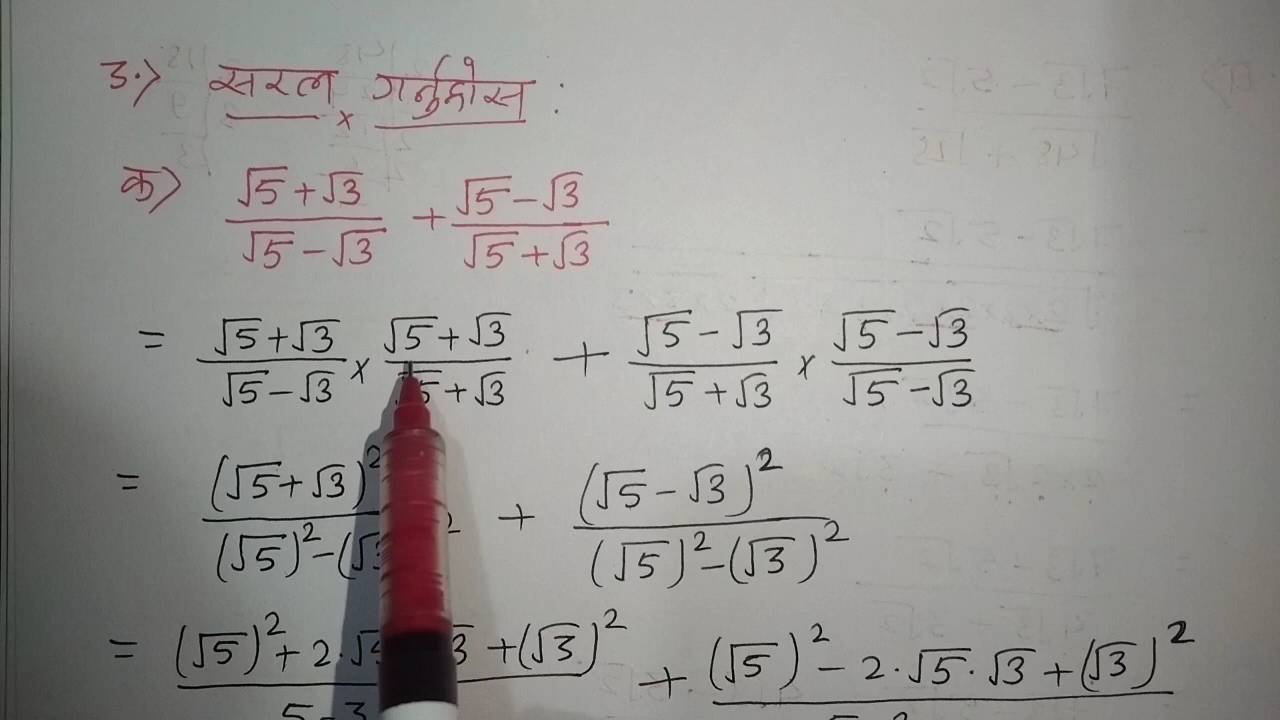 ३.) सरल गर्नुहोस :
क) (√5+√3)/(√5-√3) + (√5-√3)/(√5+√3)
= (√5+√3)/(√5-√3) × (√5+√3)/(√5+√3) + (√5-√3)/(√5+√3) × (√5-√3)/(√5-√3)
= (√5+√3)²/(√5)²-(√3)² + (√5-√3)²/(√5)²-(√3)²
= (√5)²+2·√5·√3+(√3)²/5-3 + (√5)²-2·√5·√3+(√3)²